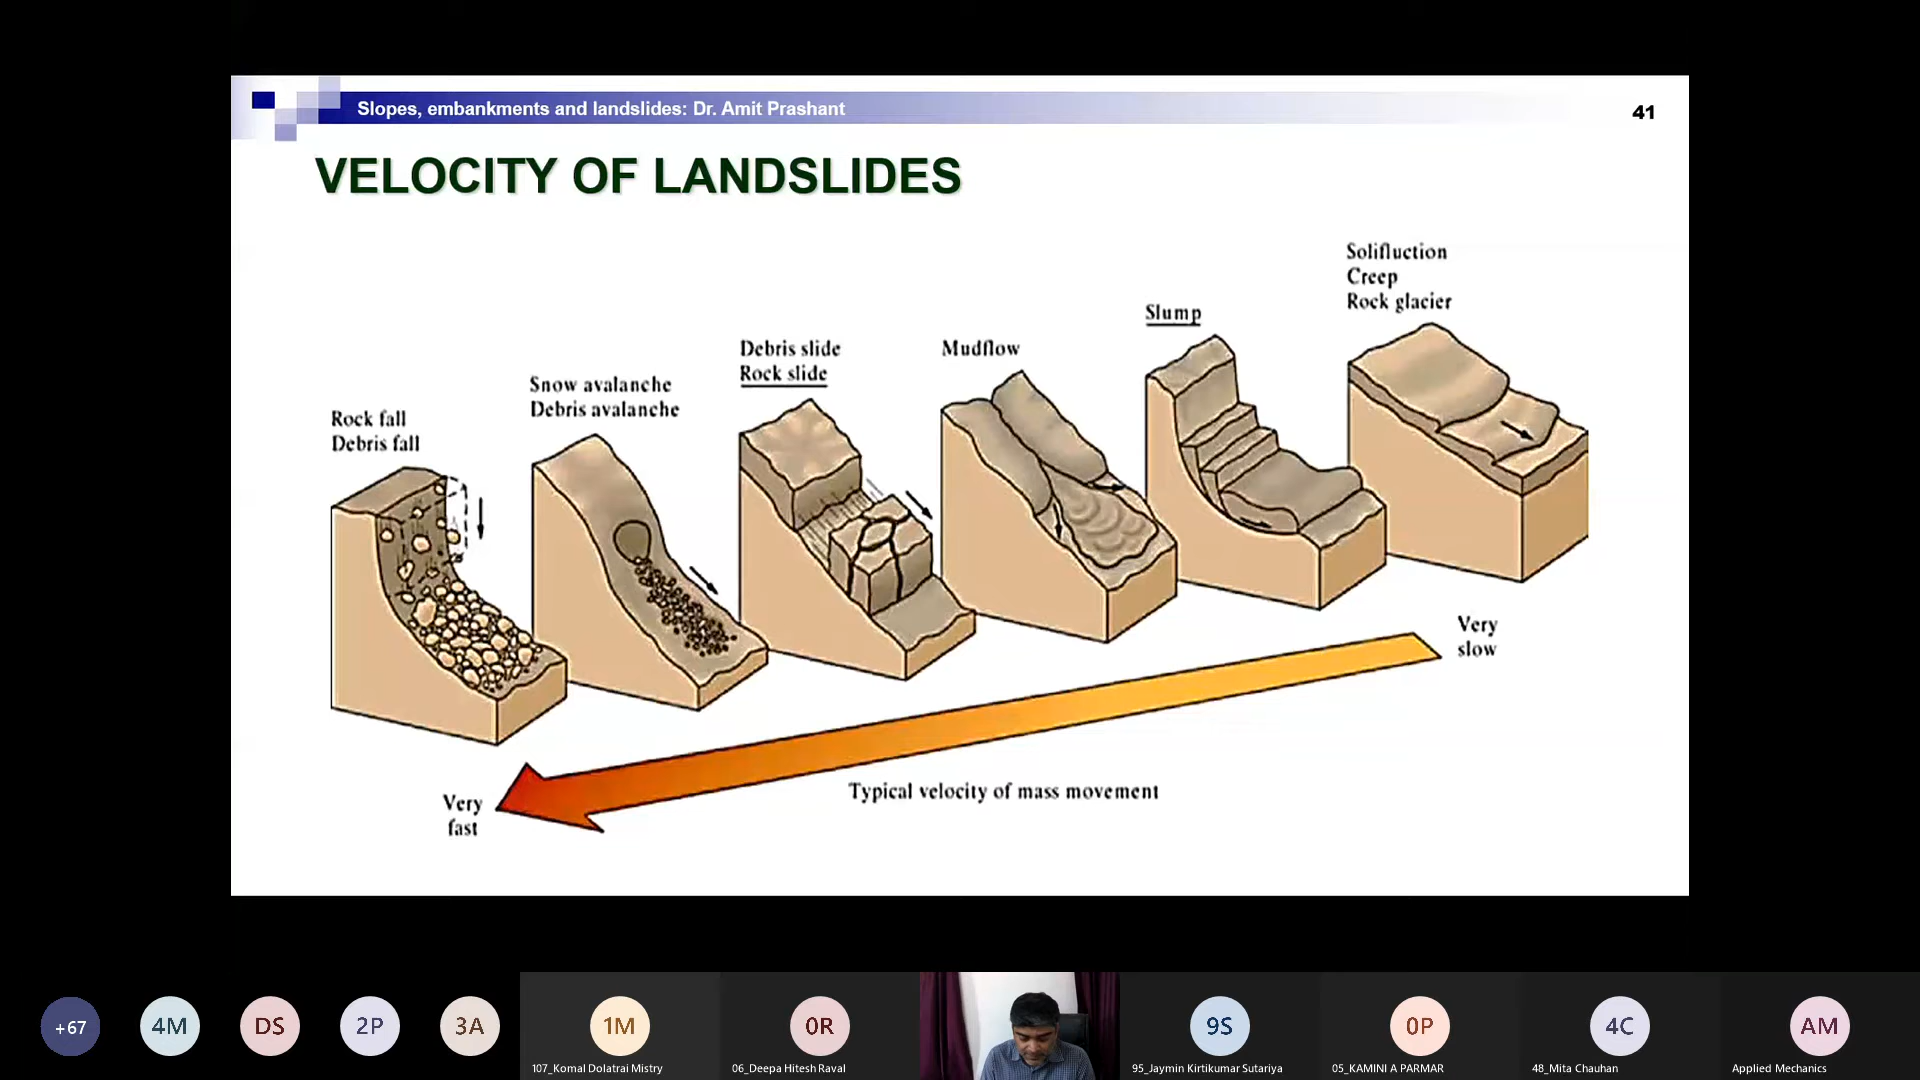 Slopes, embankments and landslides: Dr. Amit Prashant
41
VELOCITY OF LANDSLIDES
Solifluction
Creep
Rock glacier
Slump
Debris slide
Rock slide
Mudflow
Snow avalanche
Debris avalanche
Rock fall
Debris fall
Very
slow
Typical velocity of mass movement
Very
fast
+67
4M
DS
2P
3A
1M
0R
9S
0P
4C
AM
107_Komal Dolatrai Mistry
06_Deepa Hitesh Raval
95_Jaymin Kirtikumar Sutariya
05_KAMINI A PARMAR
48_Mita Chauhan
Applied Mechanics